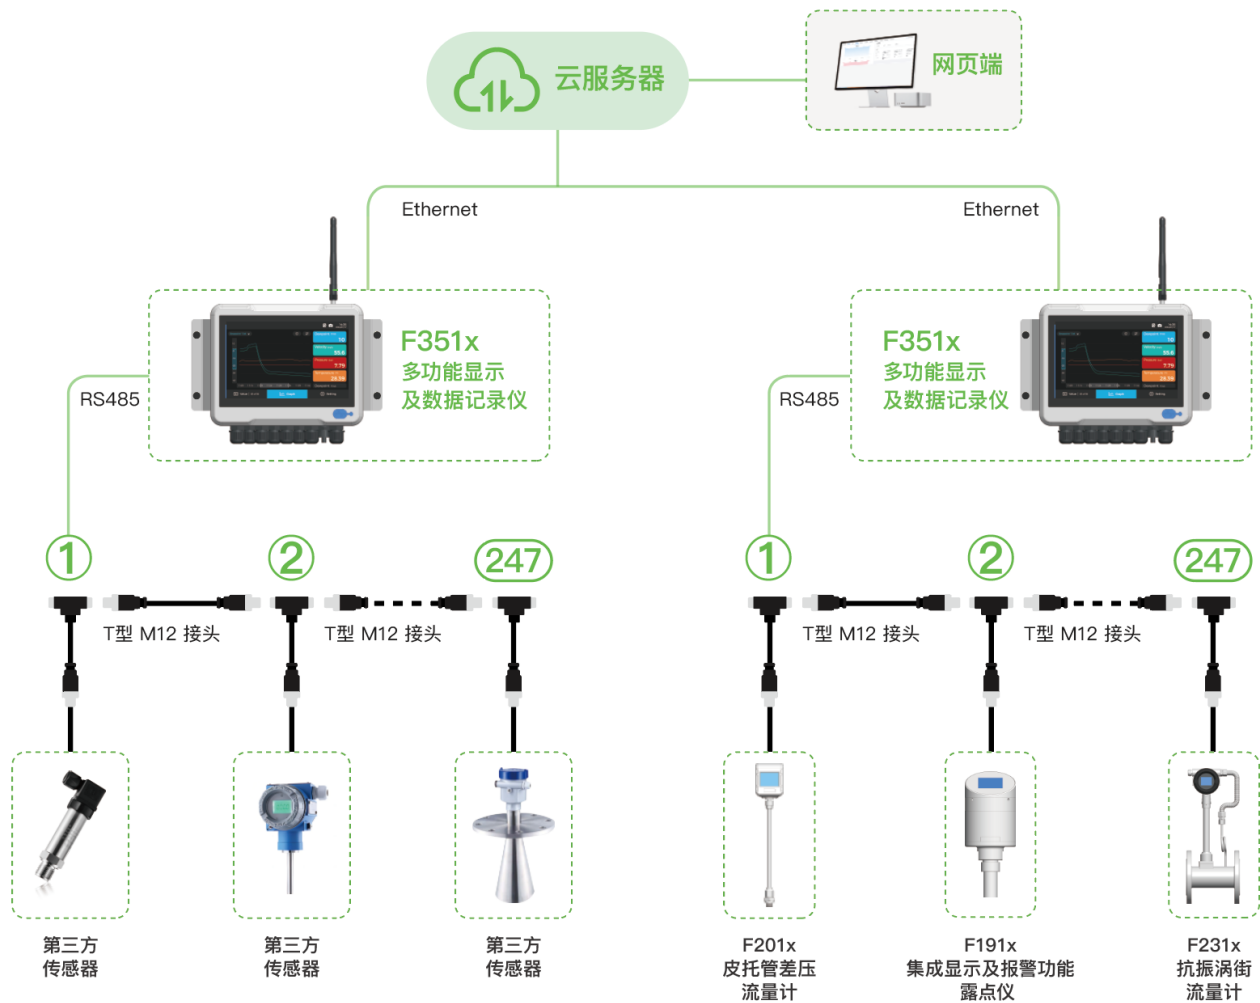 云服务器
网页端
Ethernet
Ethernet
F351x
多功能显示
及数据记录仪
RS485
F351x
多功能显示
及数据记录仪
RS485
1
2
247
1
2
247
T型 M12 接头
T型 M12 接头
T型 M12 接头
T型 M12 接头
第三方
传感器
第三方
传感器
第三方
传感器
F201x
皮托管差压
流量计
F191x
集成显示及报警功能
露点仪
F231x
抗振涡街
流量计